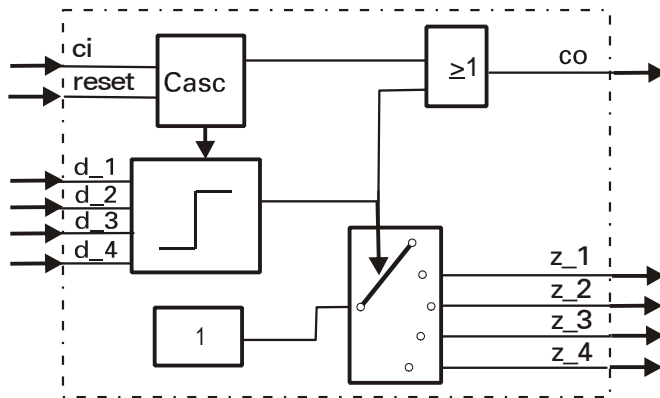 ci
co
reset
Casc
≥1
d_1
d_2
d_3
d_4
z_1
z_2
z_3
z_4
1